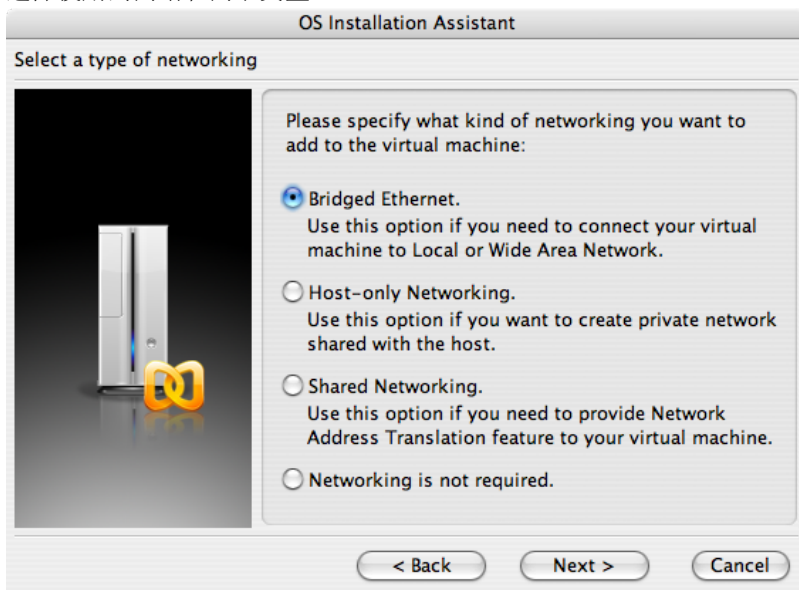 OS Installation Assistant
Select a type of networking
Please specify what kind of networking you want to
add to the virtual machine:
Bridged Ethernet.
Use this option if you need to connect your virtual
machine to Local or Wide Area Network.
Host-only Networking.
Use this option if you want to create private network
shared with the host.
Shared Networking.
Use this option if you need to provide Network
Address Translation feature to your virtual machine.
Networking is not required.
< Back
Next >
Cancel